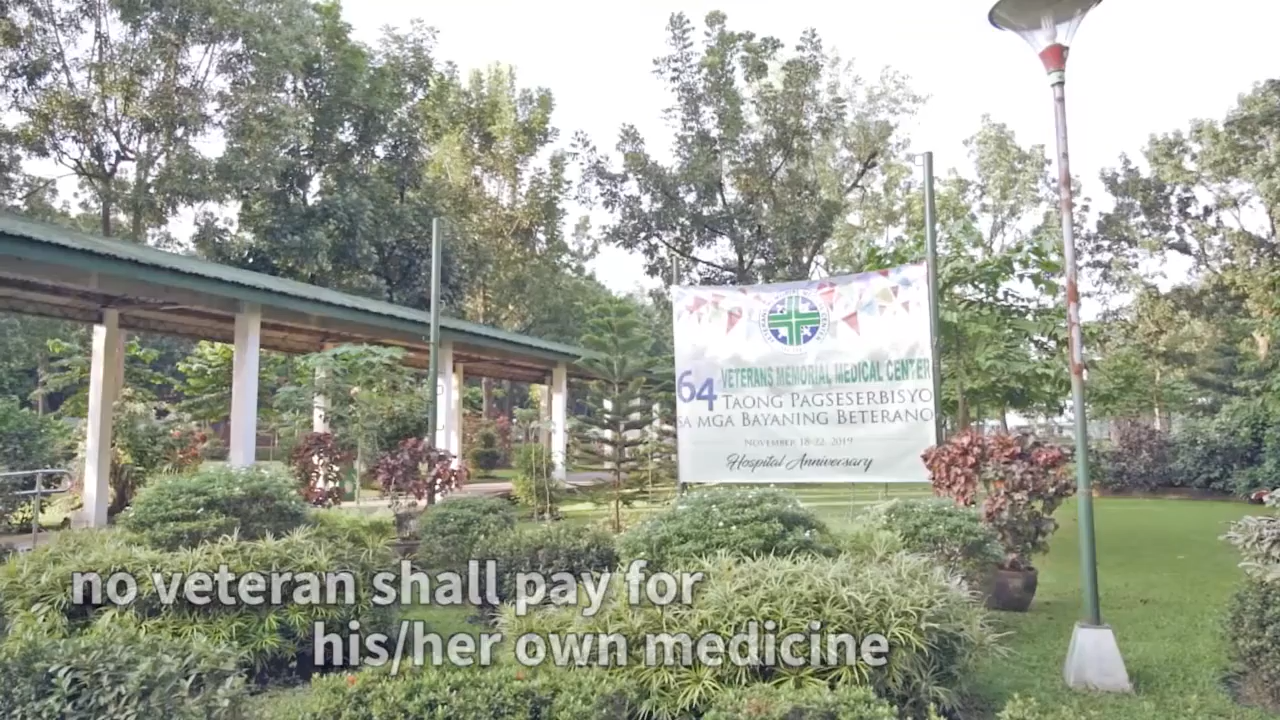 64 VETERANS MEMORIAL MEDICAL CENTER
TAONG PAGSESERBISYO
SA MGA BAYANING BETERANO
NOVEMBER 18-22, 2019
Hospital Anniversary
no veteran shall pay for
his/her own medicine